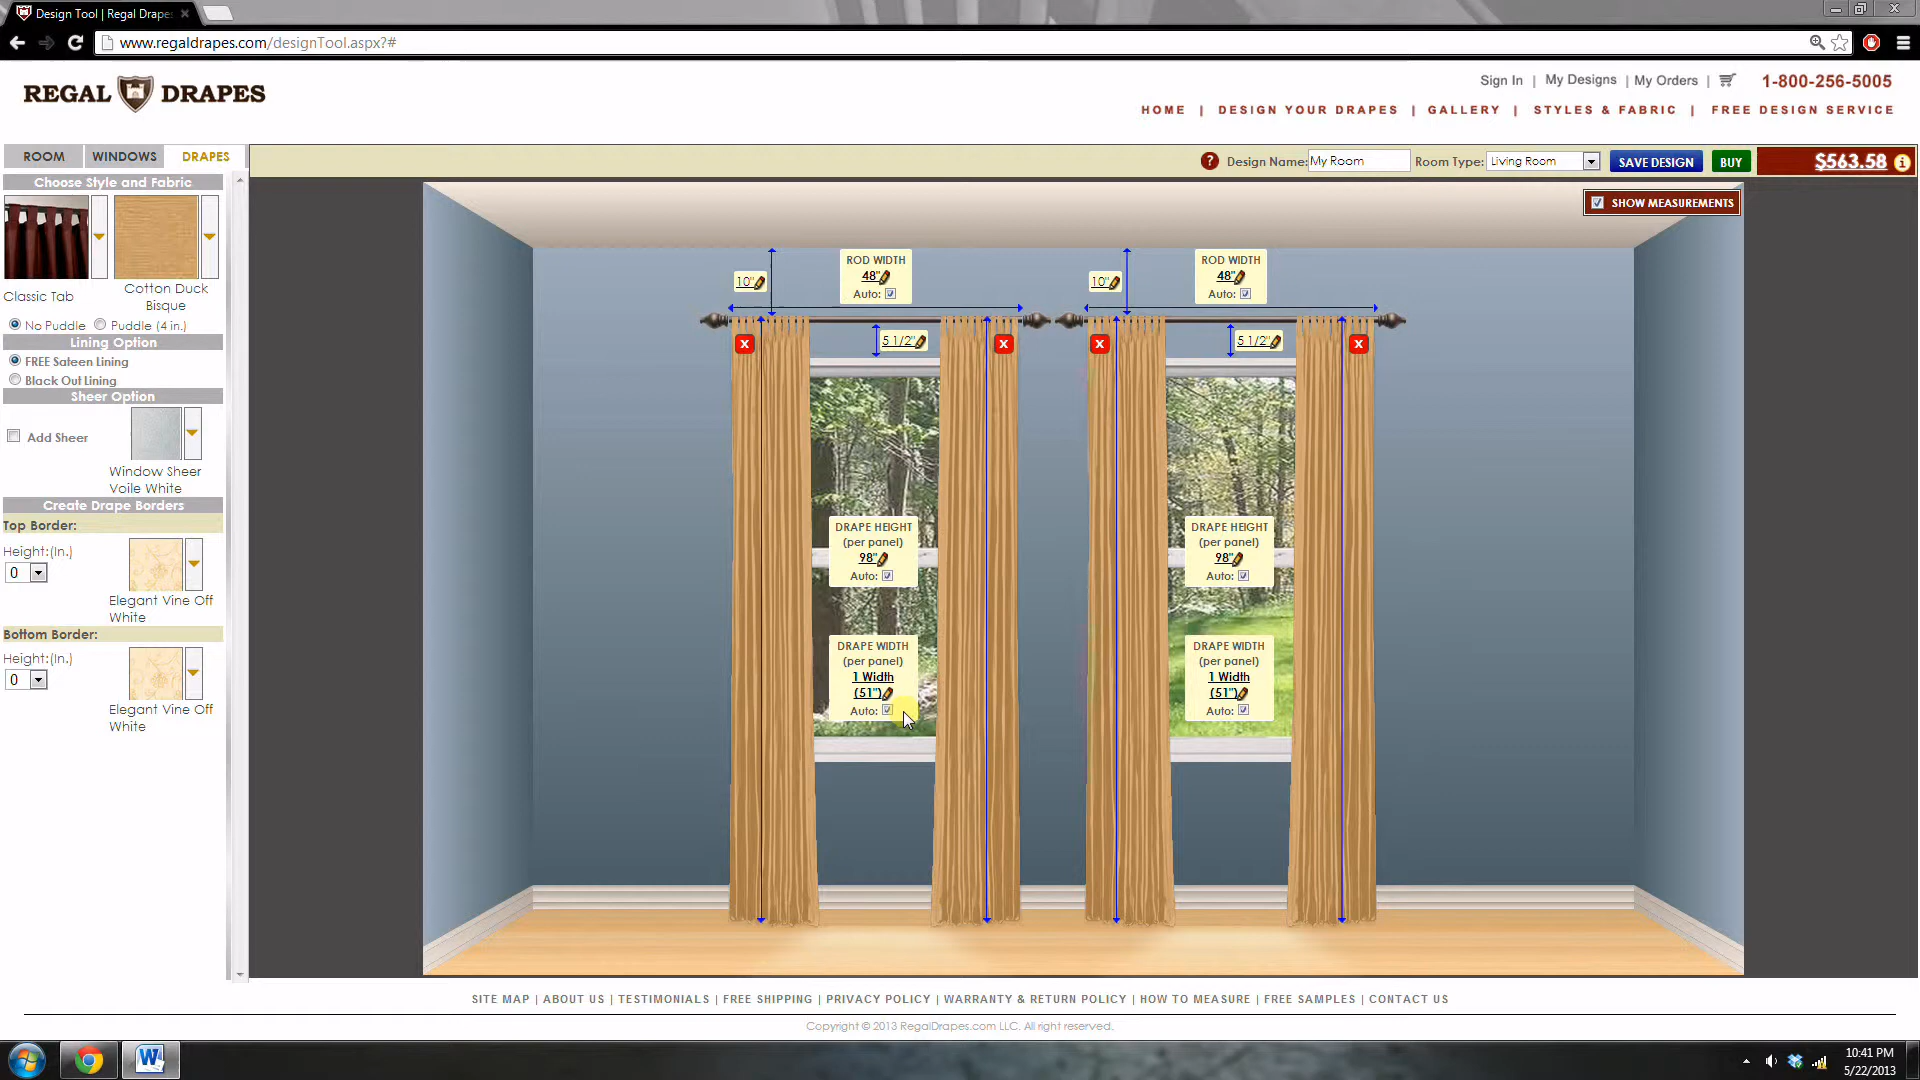 Design Tool | Regal Drapes
www.regaldrapes.com/designTool.aspx?#
REGAL DRAPES
Sign In | My Designs | My Orders | 1-800-256-5005
HOME | DESIGN YOUR DRAPES | GALLERY | STYLES & FABRIC | FREE DESIGN SERVICE
ROOM WINDOWS DRAPES
? Design Name: My Room Room Type: Living Room SAVE DESIGN BUY $563.58 i
Choose Style and Fabric
Classic Tab
Cotton Duck
Bisque
No Puddle Puddle (4 in.)
Lining Option
FREE Sateen Lining
Black Out Lining
Sheer Option
Add Sheer
Window Sheer
Voile White
Create Drape Borders
Top Border:
Height:(In.)
0
Elegant Vine Off
White
Bottom Border:
Height:(In.)
0
Elegant Vine Off
White
SHOW MEASUREMENTS
10"
ROD WIDTH
48"
Auto:
10"
ROD WIDTH
48"
Auto:
X
5 1/2"
X
X
5 1/2"
X
DRAPE HEIGHT
(per panel)
98"
Auto:
DRAPE HEIGHT
(per panel)
98"
Auto:
DRAPE WIDTH
(per panel)
1 Width
(51")
Auto:
DRAPE WIDTH
(per panel)
1 Width
(51")
Auto:
SITE MAP | ABOUT US | TESTIMONIALS | FREE SHIPPING | PRIVACY POLICY | WARRANTY & RETURN POLICY | HOW TO MEASURE | FREE SAMPLES | CONTACT US
Copyright © 2013 RegalDrapes.com LLC. All right reserved.
10:41 PM
5/22/2013